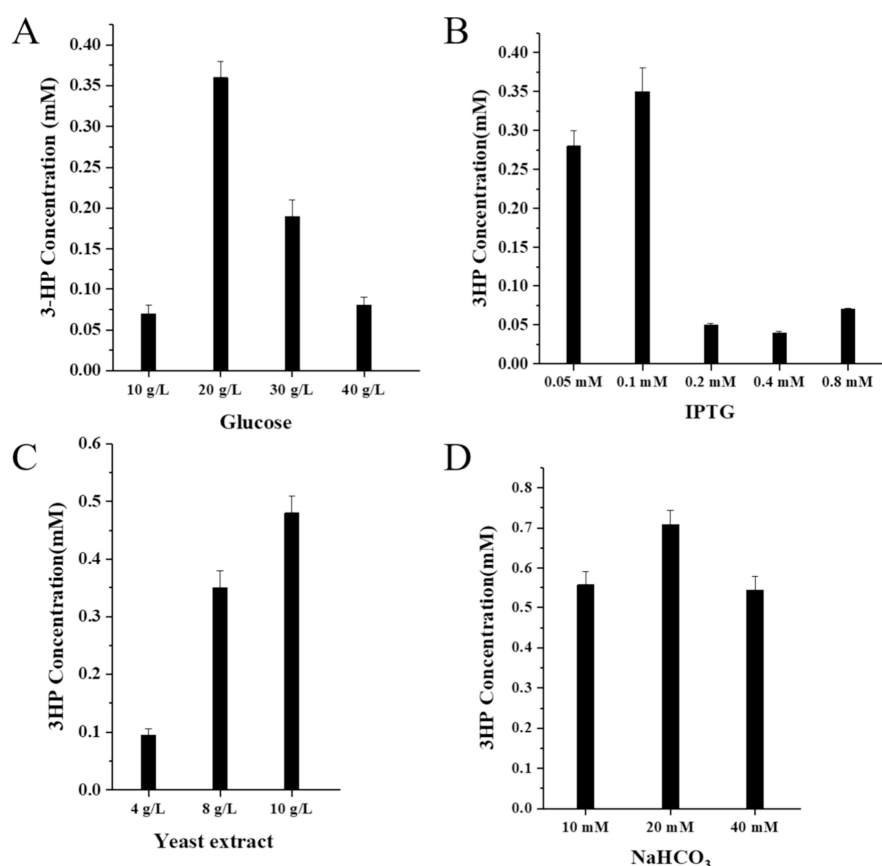 A
3-HP Concentration (mM)
0.40
0.35
0.30
0.25
0.20
0.15
0.10
0.05
0.00
10 g/L 20 g/L 30 g/L 40 g/L
Glucose
B
3HP Concentration(mM)
0.40
0.35
0.30
0.25
0.20
0.15
0.10
0.05
0.00
0.05 mM 0.1 mM 0.2 mM 0.4 mM 0.8 mM
IPTG
C
3HP Concentration(mM)
0.6
0.5
0.4
0.3
0.2
0.1
0.0
4 g/L 8 g/L 10 g/L
Yeast extract
D
3HP Concentration(mM)
0.8
0.7
0.6
0.5
0.4
0.3
0.2
0.1
0.0
10 mM 20 mM 40 mM
NaHCO₃